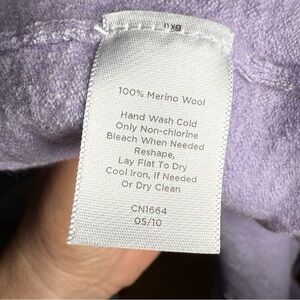 nxg
100% Merino Wool
Hand Wash Cold
Only Non-chlorine
Bleach When Needed
Reshape,
Lay Flat To Dry
Cool Iron, if Needed
Or Dry Clean
CN1664
05/10